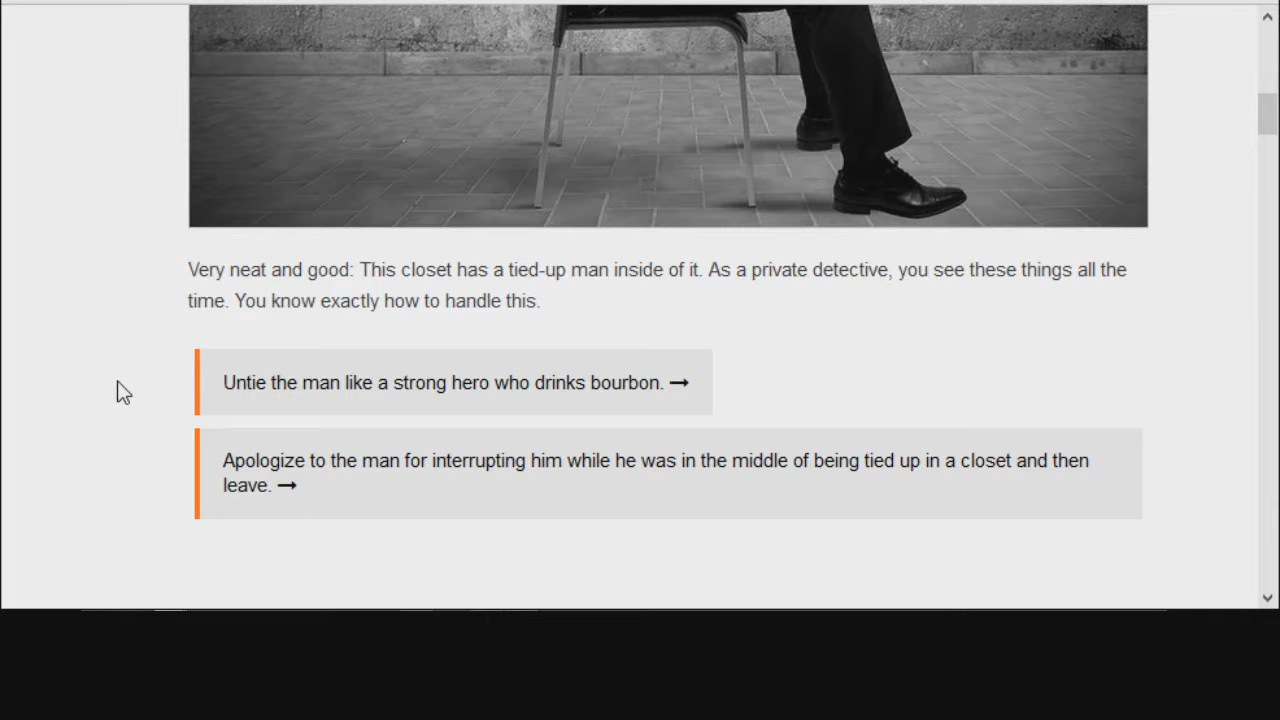 Very neat and good: This closet has a tied-up man inside of it. As a private detective, you see these things all the
time. You know exactly how to handle this.
Untie the man like a strong hero who drinks bourbon. →
Apologize to the man for interrupting him while he was in the middle of being tied up in a closet and then
leave. →